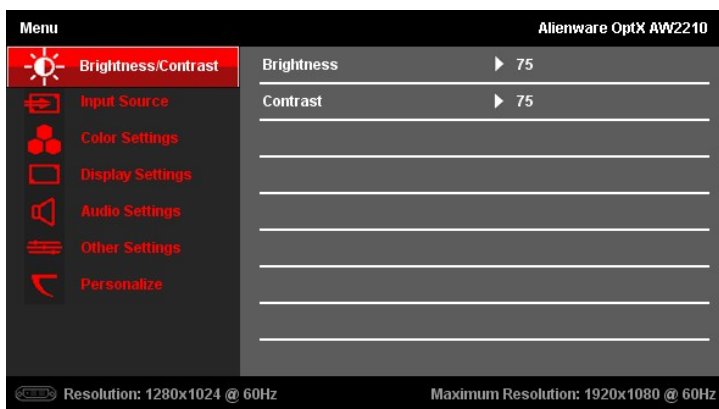 Menu Alienware OptX AW2210
Brightness/Contrast Brightness 75
Input Source Contrast 75
Color Settings
Display Settings
Audio Settings
Other Settings
Personalize
Resolution: 1280x1024 @ 60Hz Maximum Resolution: 1920x1080 @ 60Hz